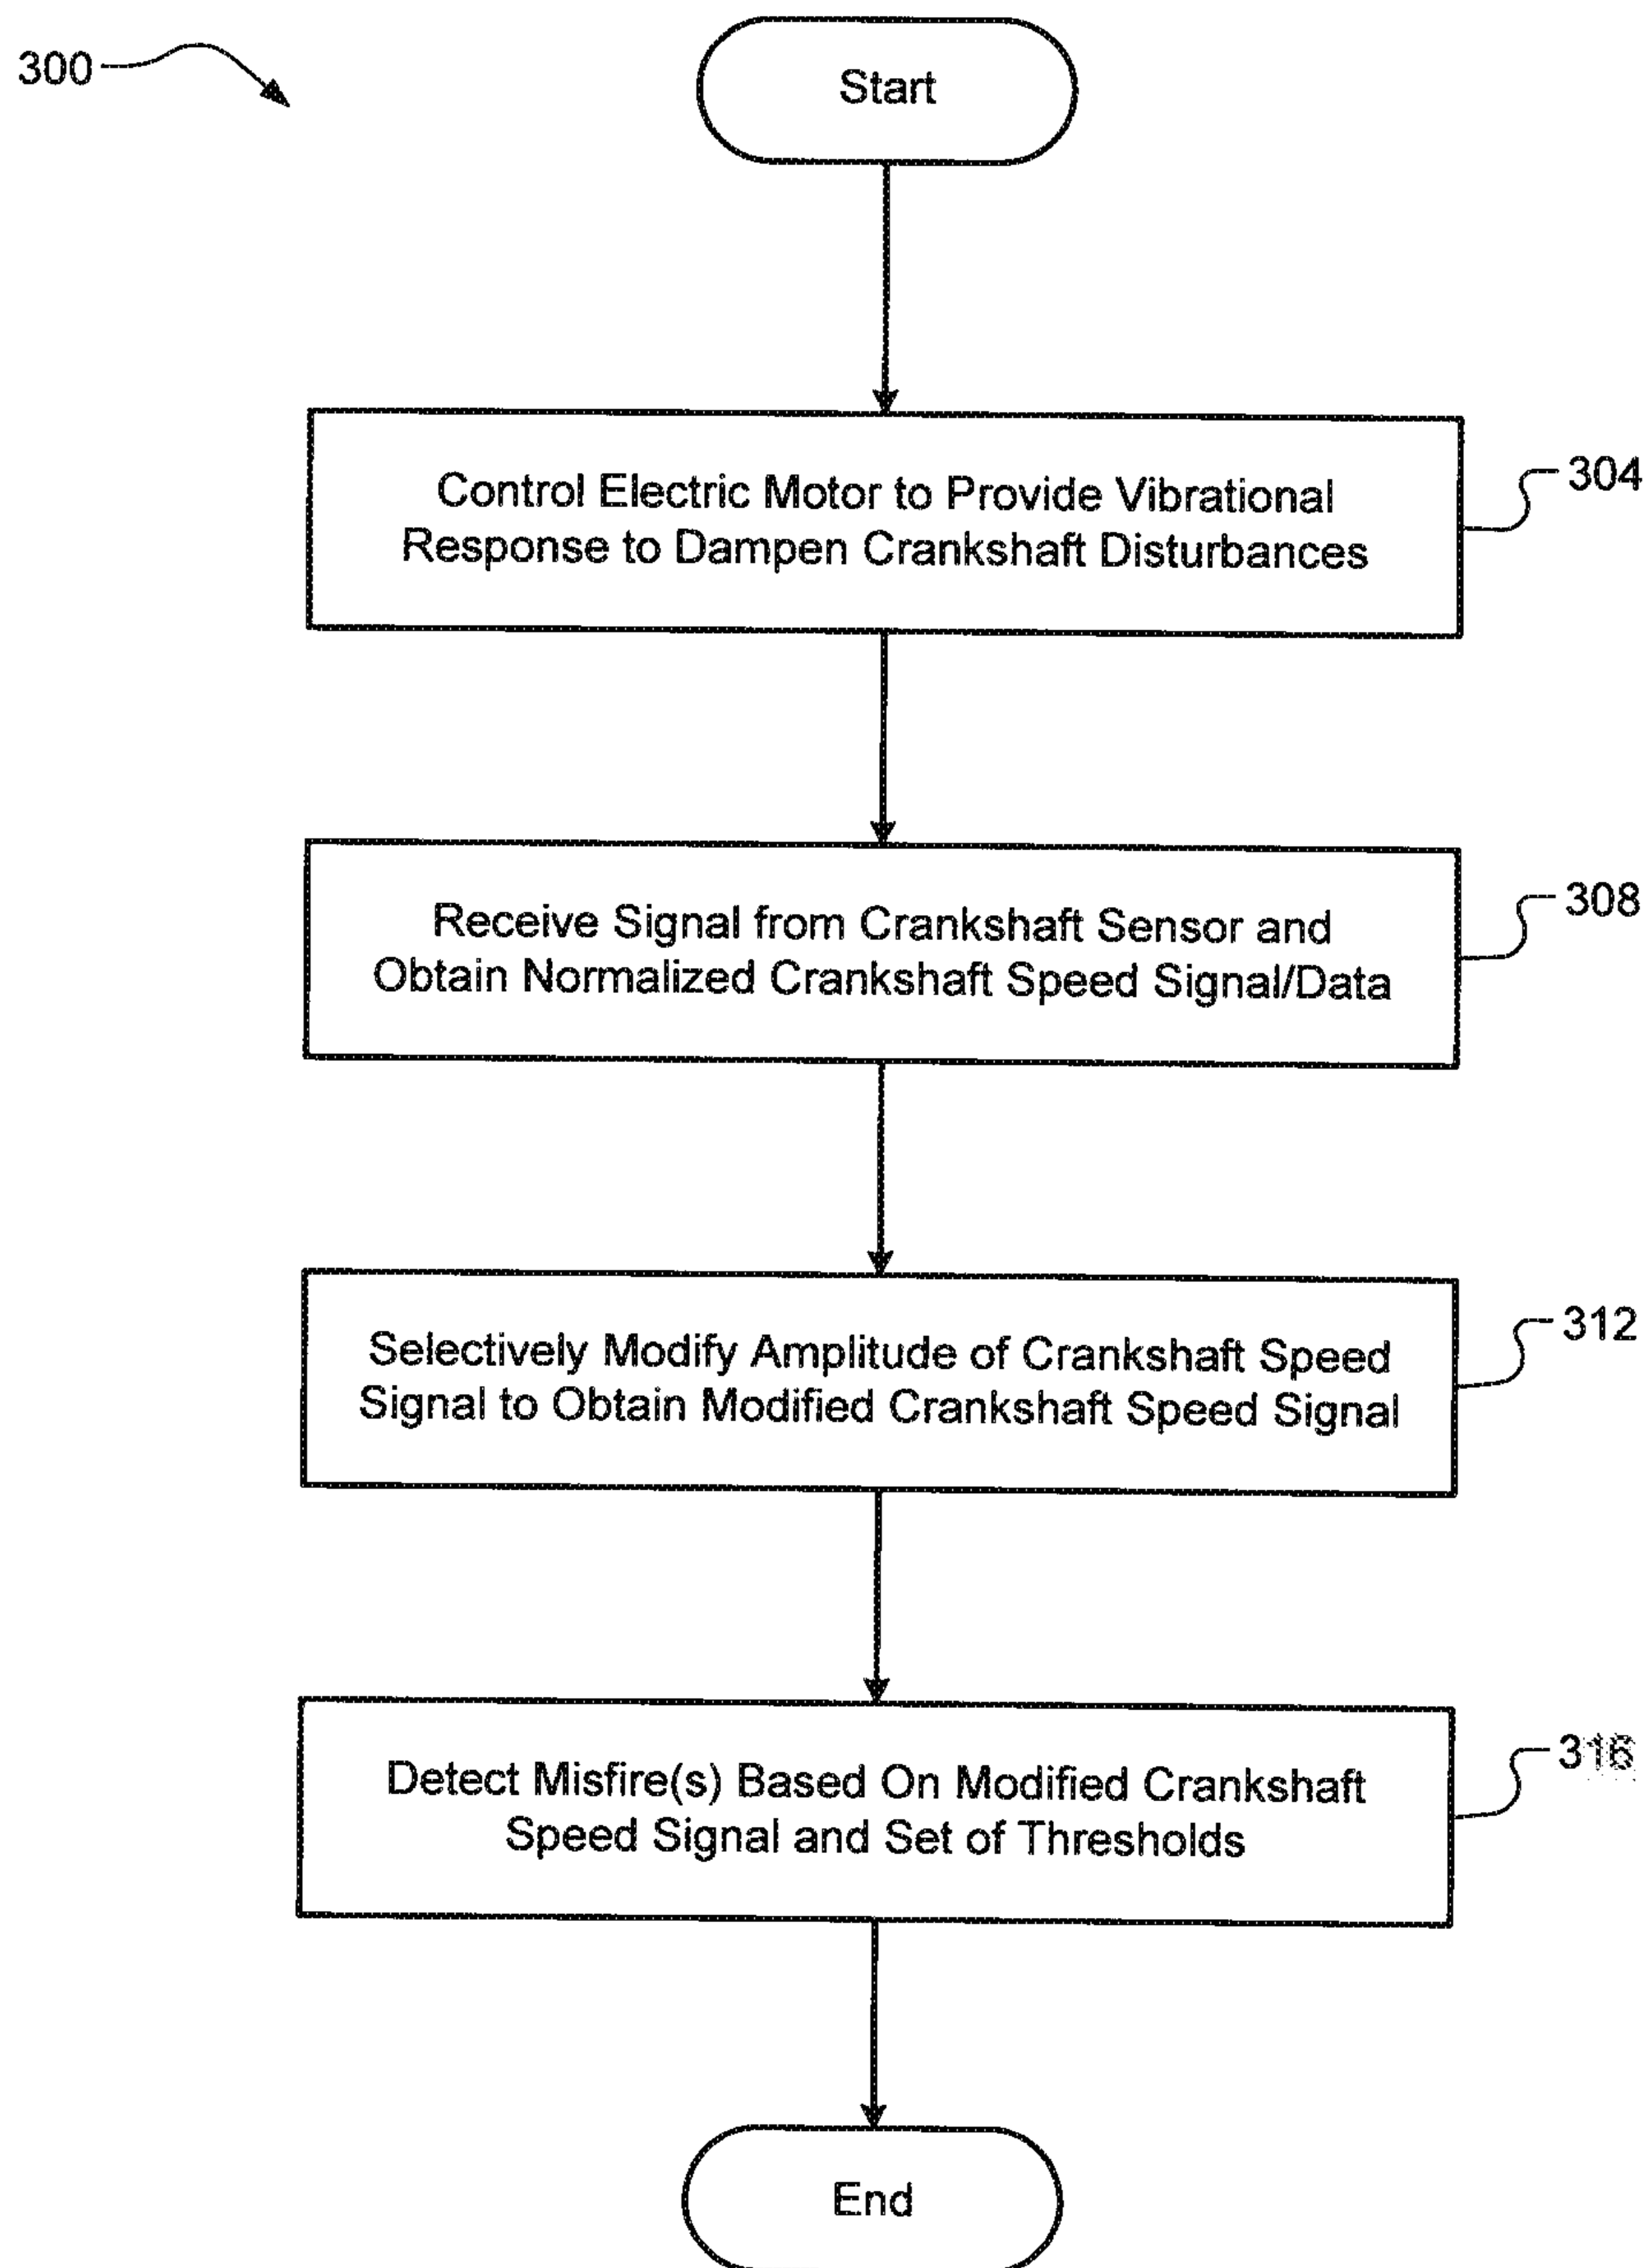 300
Start
Control Electric Motor to Provide Vibrational
Response to Dampen Crankshaft Disturbances
304
Receive Signal from Crankshaft Sensor and
Obtain Normalized Crankshaft Speed Signal/Data
308
Selectively Modify Amplitude of Crankshaft Speed
Signal to Obtain Modified Crankshaft Speed Signal
312
Detect Misfire(s) Based On Modified Crankshaft
Speed Signal and Set of Thresholds
316
End